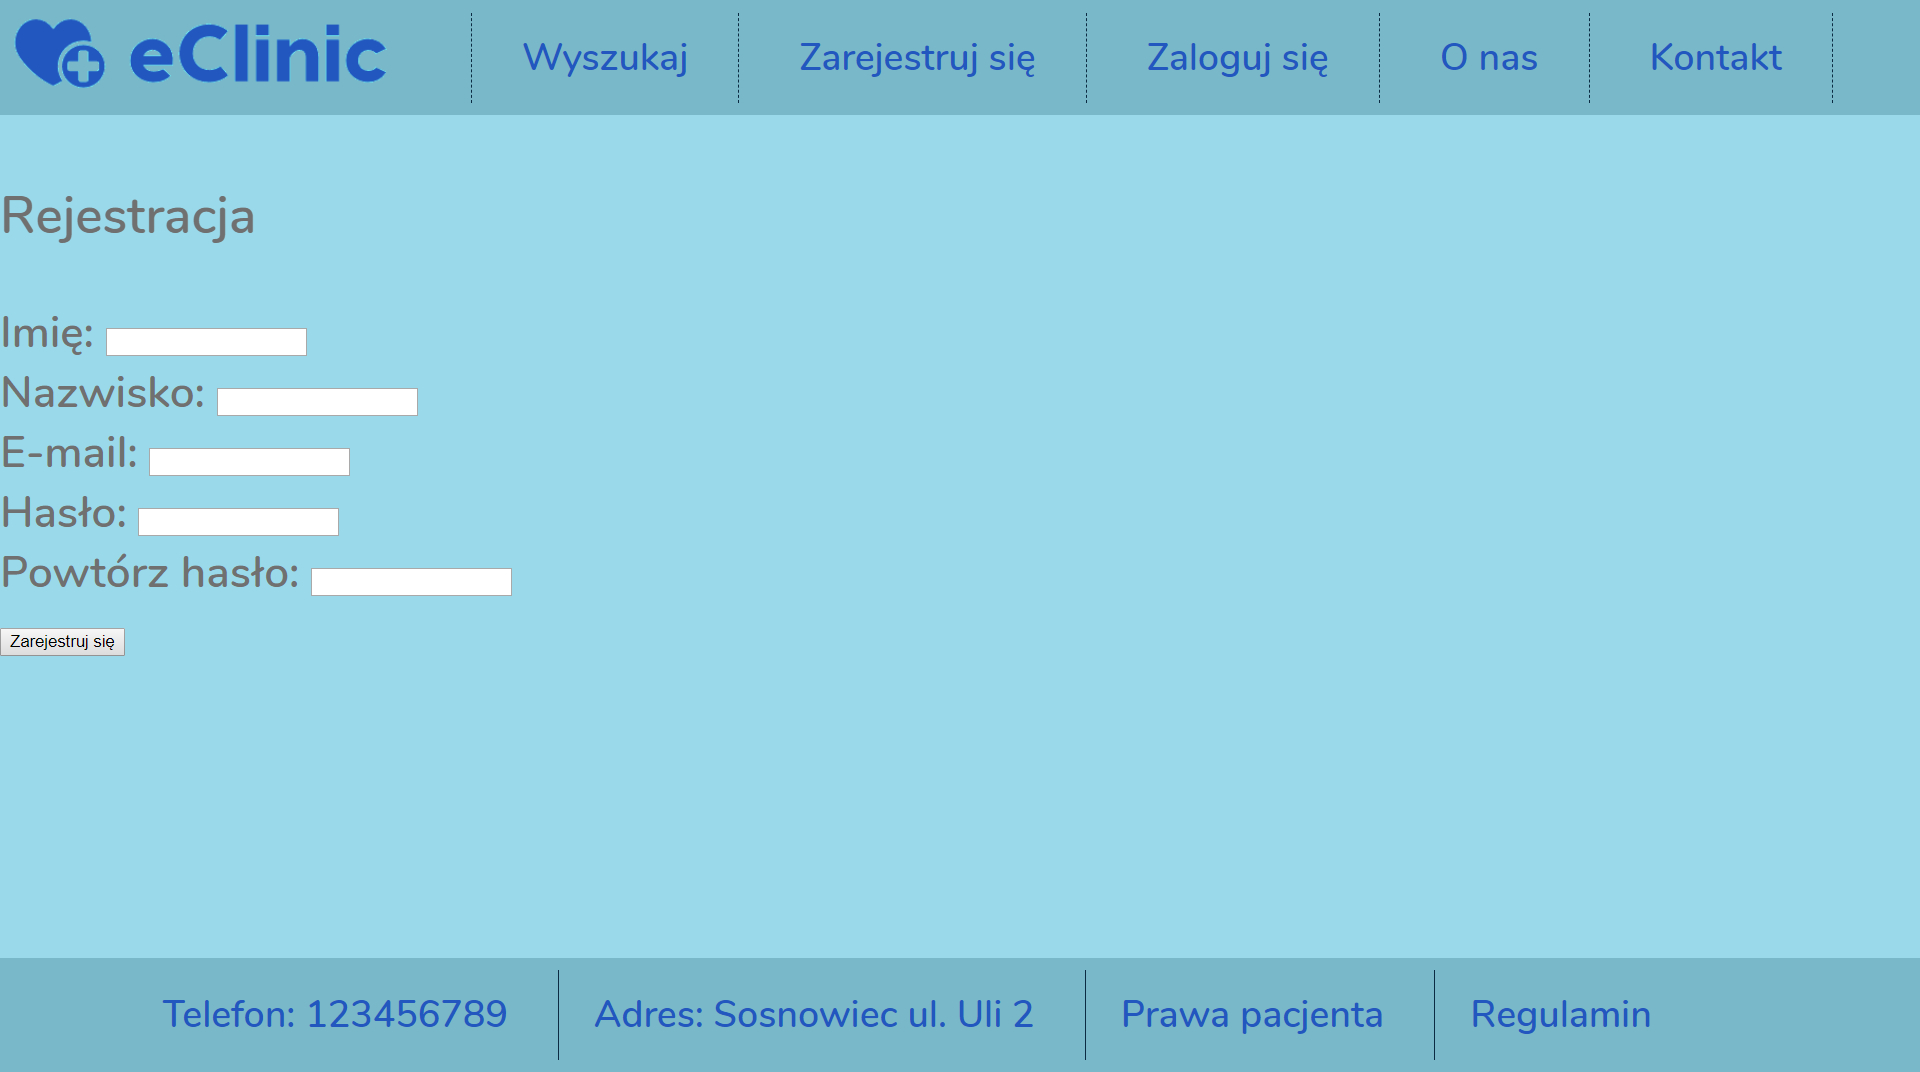 eClinic
Wyszukaj
Zarejestruj się
Zaloguj się
O nas
Kontakt
Rejestracja
Imię:
Nazwisko:
E-mail:
Hasło:
Powtórz hasło:
Zarejestruj się
Telefon: 123456789
Adres: Sosnowiec ul. Uli 2
Prawa pacjenta
Regulamin